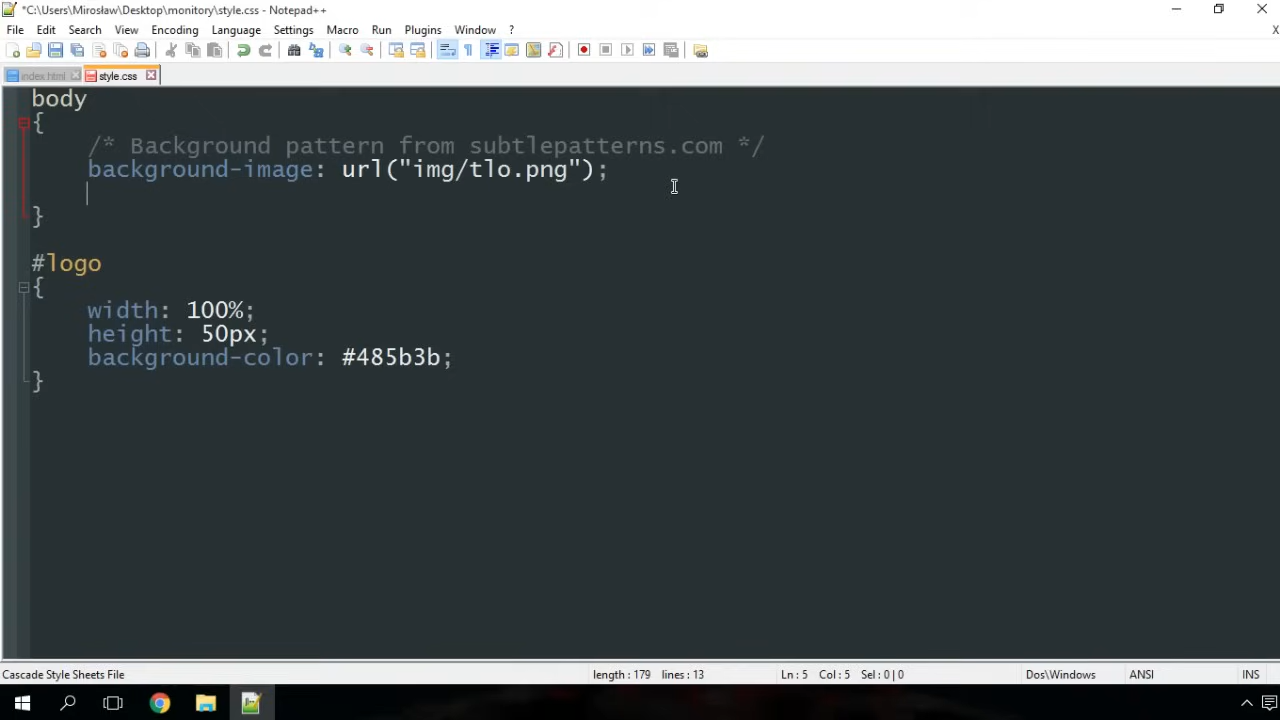 *C:\Users\Mirosław\Desktop\monitory\style.css - Notepad++
File Edit Search View Encoding Language Settings Macro Run Plugins Window ?
X
index.html style.css
body
{
/* Background pattern from subtlepatterns.com */
background-image: url("img/tlo.png");
}
#logo
{
width: 100%;
height: 50px;
background-color: #485b3b;
}
Cascade Style Sheets File length : 179 lines : 13 Ln : 5 Col : 5 Sel : 0 | 0 Dos\Windows ANSI INS